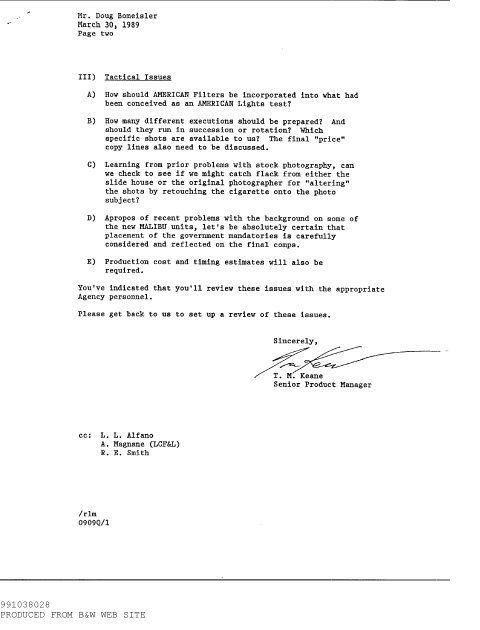 Mr. Doug Bomeisler
March 30, 1989
Page two
III) Tactical Issues
A) How should AMERICAN Filters be incorporated into what had
been conceived as an AMERICAN Lights test?
B) How many different executions should be prepared? And
should they run in succession or rotation? Which
specific shots are available to us? The final "price"
copy lines also need to be discussed.
C) Learning from prior problems with stock photography, can
we check to see if we might catch flack from either the
slide house or the original photographer for "altering"
the shots by retouching the cigarette onto the photo
subject?
D) Apropos of recent problems with the background on some of
the new MALIBU units, let's be absolutely certain that
placement of the government mandatories is carefully
considered and reflected on the final comps.
E) Production cost and timing estimates will also be
required.
You've indicated that you'll review these issues with the appropriate
Agency personnel.
Please get back to us to set up a review of these issues.
Sincerely,
T. M. Keane
Senior Product Manager
cc: L. L. Alfano
A. Magnane (LCF&L)
R. E. Smith
/rlm
0909Q/1
991038028
PRODUCED FROM B&W WEB SITE